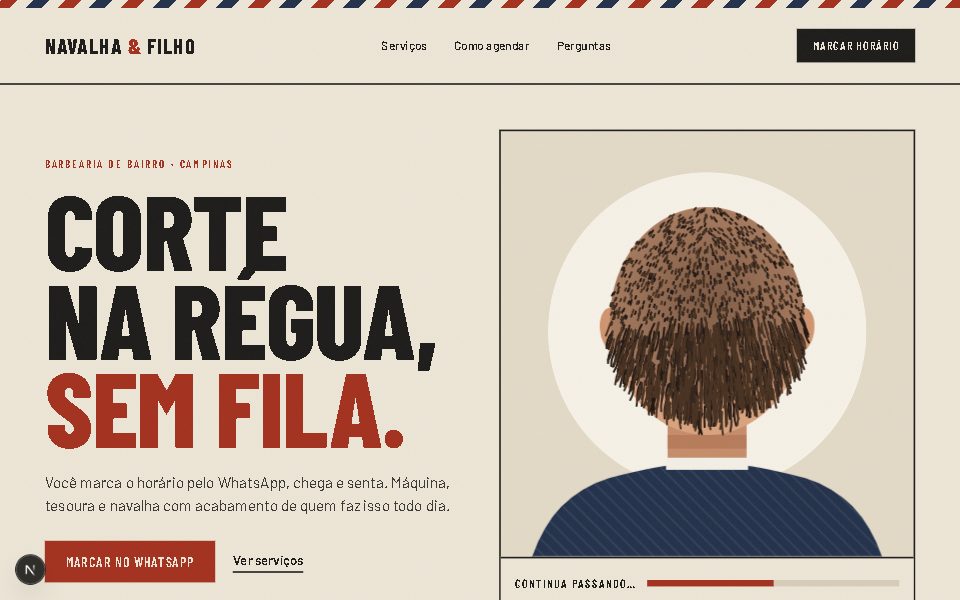 NAVALHA & FILHO
Serviços
Como agendar
Perguntas
MARCAR HORÁRIO
BARBEARIA DE BAIRRO · CAMPINAS
CORTE
NA RÉGUA,
SEM FILA.
Você marca o horário pelo WhatsApp, chega e senta. Máquina,
tesoura e navalha com acabamento de quem faz isso todo dia.
MARCAR NO WHATSAPP
Ver serviços
N
CONTINUA PASSANDO...